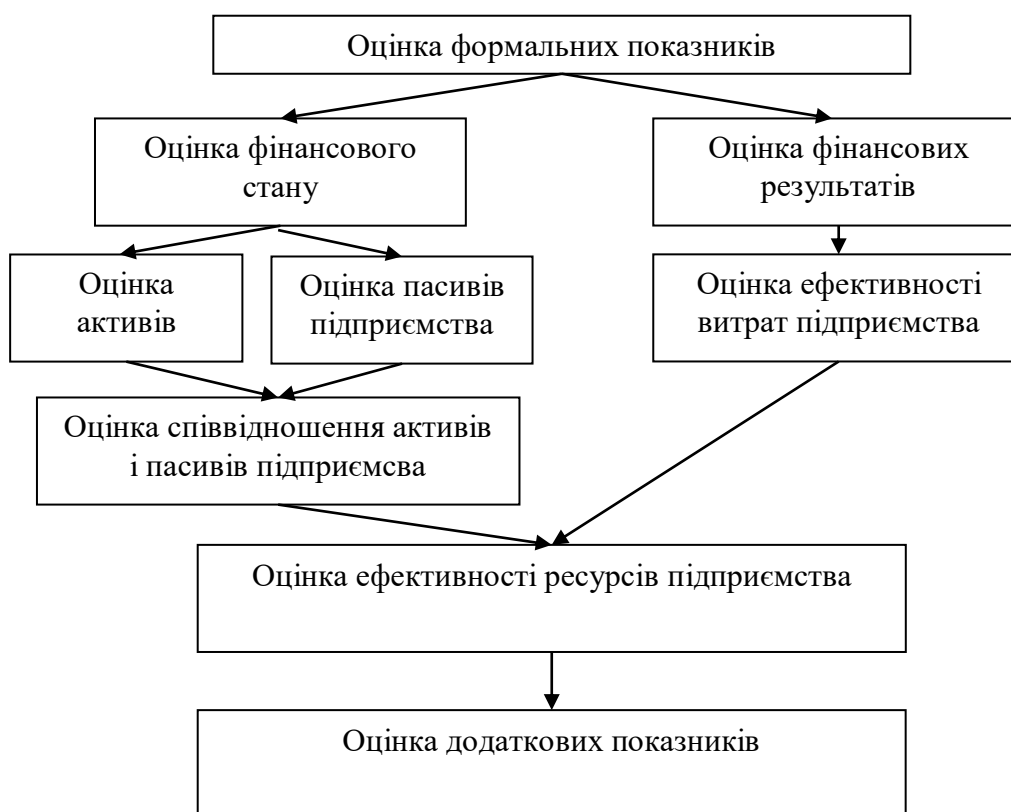 Оцінка формальних показників
Оцінка фінансового
стану
Оцінка фінансових
результатів
Оцінка
активів
Оцінка пасивів
підприємства
Оцінка ефективності
витрат підприємства
Оцінка співвідношення активів
і пасивів підприємсва
Оцінка ефективності ресурсів підприємства
Оцінка додаткових показників